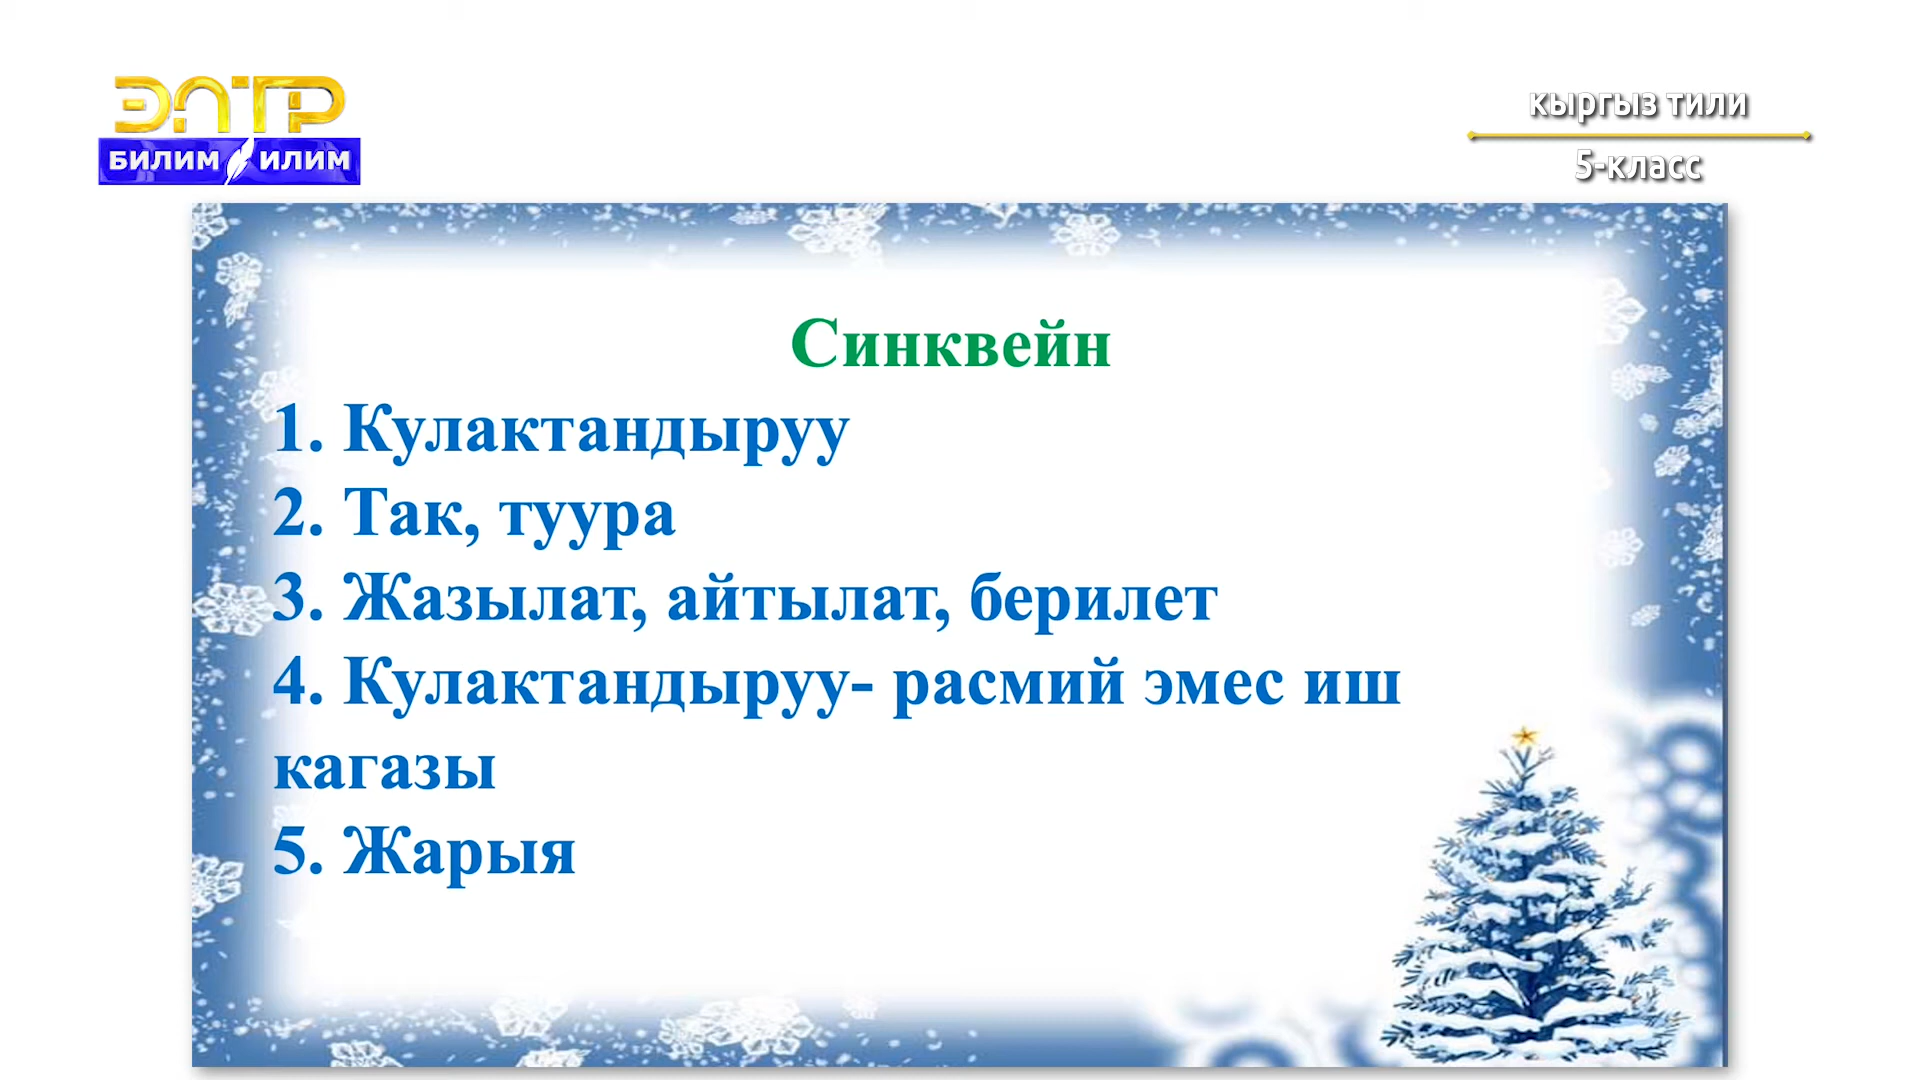 ЭЛТР
БИЛИМ ИЛИМ
кыргыз тили
5-класс
Синквейн
1. Кулактандыруу
2. Так, туура
3. Жазылат, айтылат, берилет
4. Кулактандыруу- расмий эмес иш
кагазы
5. Жарыя